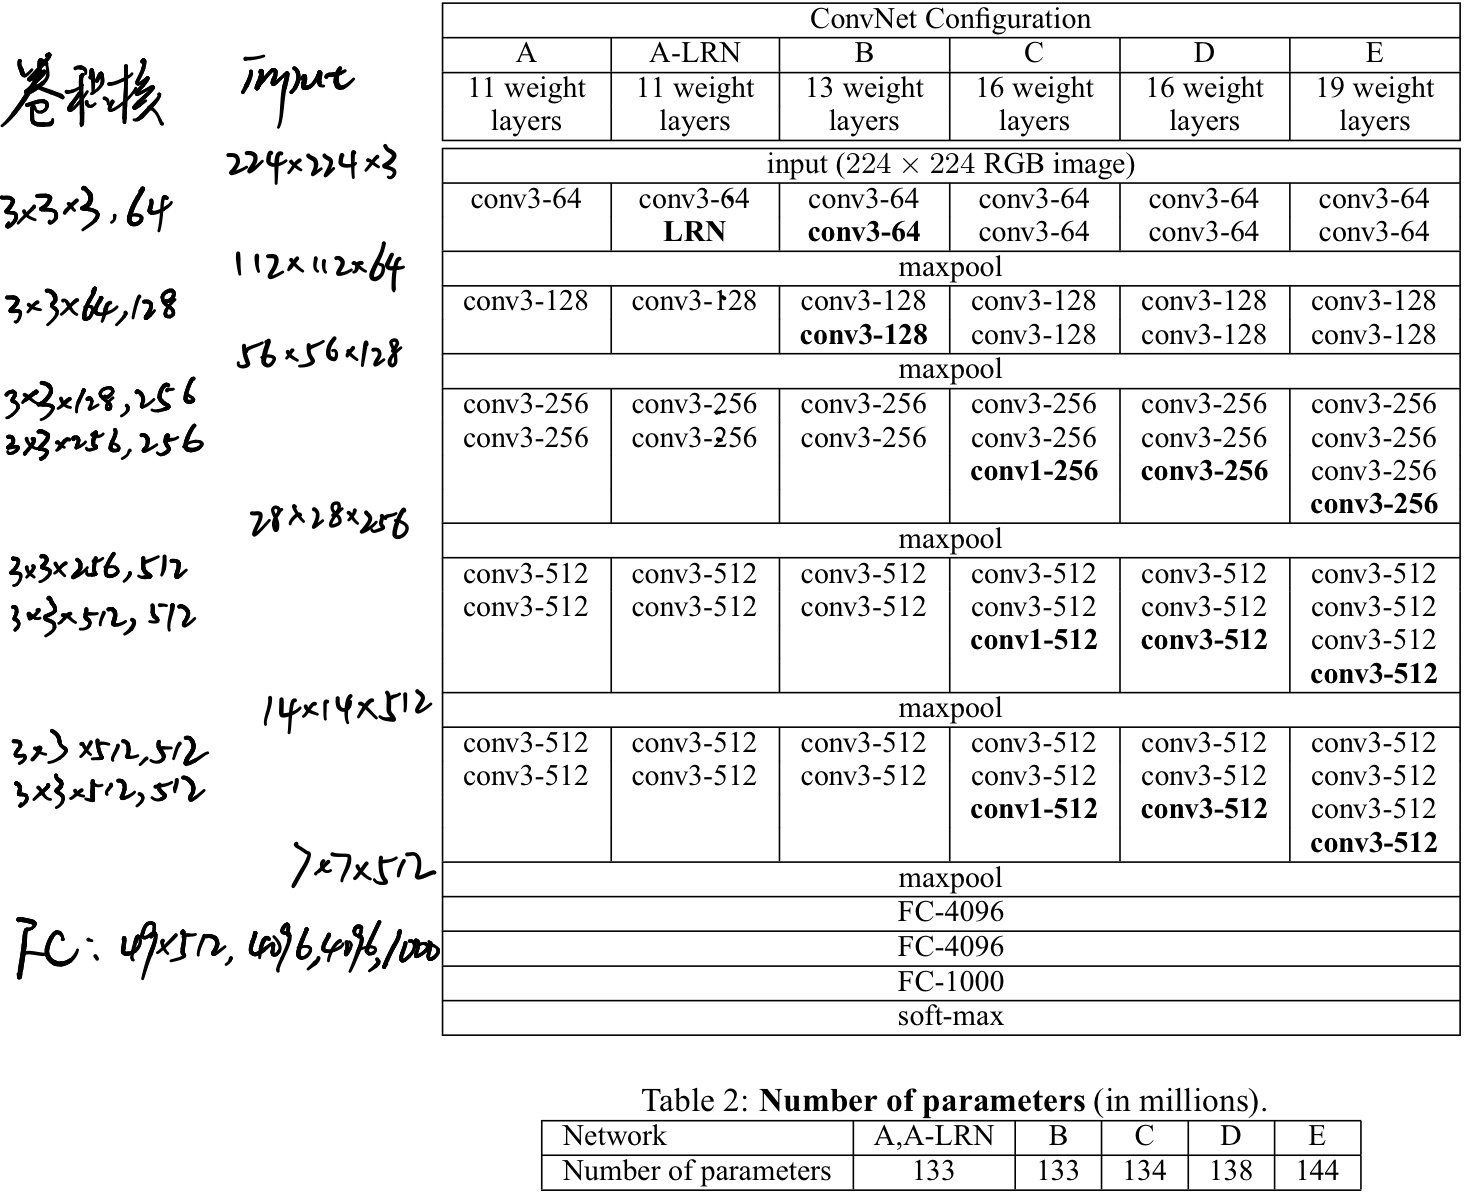 ConvNet Configuration
A A-LRN B C D E
11 weight layers 11 weight layers 13 weight layers 16 weight layers 16 weight layers 19 weight layers
卷积核 input
224×224×3
input (224 × 224 RGB image)
3×3×3, 64
conv3-64 conv3-64 conv3-64 conv3-64 conv3-64 conv3-64
LRN conv3-64 conv3-64 conv3-64 conv3-64
112×112×64
maxpool
3×3×64, 128
conv3-128 conv3-128 conv3-128 conv3-128 conv3-128 conv3-128
conv3-128 conv3-128 conv3-128 conv3-128
56×56×128
maxpool
3×3×128, 256
conv3-256 conv3-256 conv3-256 conv3-256 conv3-256 conv3-256
3×3×256, 256
conv3-256 conv3-256 conv3-256 conv3-256 conv3-256 conv3-256
conv1-256 conv3-256 conv3-256
conv3-256
28×28×256
maxpool
3×3×256, 512
conv3-512 conv3-512 conv3-512 conv3-512 conv3-512 conv3-512
3×3×512, 512
conv3-512 conv3-512 conv3-512 conv3-512 conv3-512 conv3-512
conv1-512 conv3-512 conv3-512
conv3-512
14×14×512
maxpool
3×3×512, 512
conv3-512 conv3-512 conv3-512 conv3-512 conv3-512 conv3-512
3×3×512, 512
conv3-512 conv3-512 conv3-512 conv3-512 conv3-512 conv3-512
conv1-512 conv3-512 conv3-512
conv3-512
7×7×512
maxpool
FC-4096
FC: 49×512, 4096, 4096, 1000
FC-4096
FC-1000
soft-max
Table 2: Number of parameters (in millions).
Network A,A-LRN B C D E
Number of parameters 133 133 134 138 144